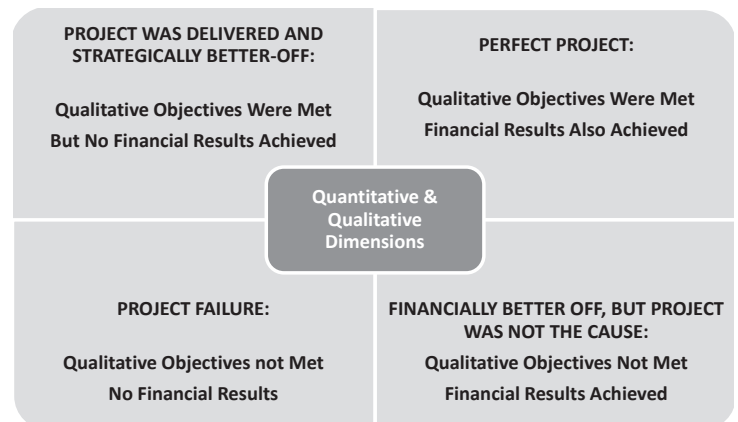 PROJECT WAS DELIVERED AND
STRATEGICALLY BETTER-OFF:
Qualitative Objectives Were Met
But No Financial Results Achieved
PERFECT PROJECT:
Qualitative Objectives Were Met
Financial Results Also Achieved
Quantitative &
Qualitative
Dimensions
PROJECT FAILURE:
Qualitative Objectives not Met
No Financial Results
FINANCIALLY BETTER OFF, BUT PROJECT
WAS NOT THE CAUSE:
Qualitative Objectives Not Met
Financial Results Achieved